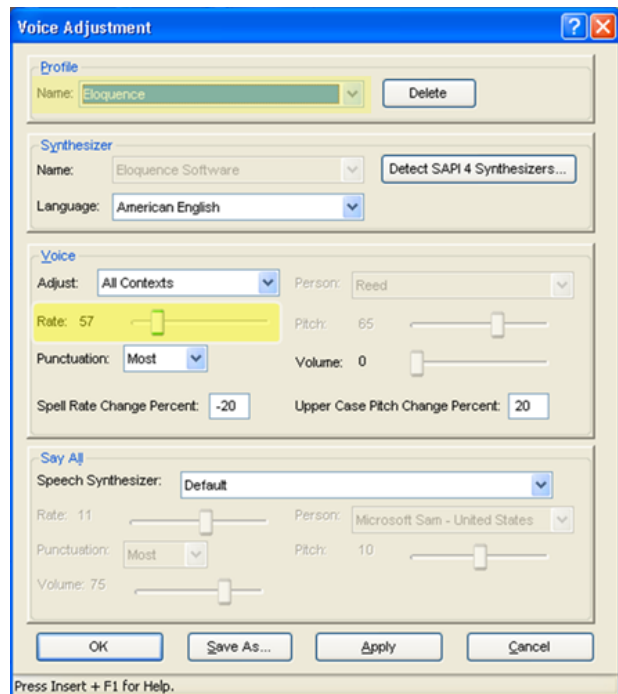 Voice Adjustment
Profile
Name: Eloquence Delete
Synthesizer
Name: Eloquence Software Detect SAPI 4 Synthesizers...
Language: American English
Voice
Adjust: All Contexts Person: Reed
Rate: 57 Pitch: 65
Punctuation: Most Volume: 0
Spell Rate Change Percent: -20 Upper Case Pitch Change Percent: 20
Say All
Speech Synthesizer: Default
Rate: 11 Person: Microsoft Sam - United States
Punctuation: Most Pitch: 10
Volume: 75
OK Save As... Apply Cancel
Press Insert + F1 for Help.